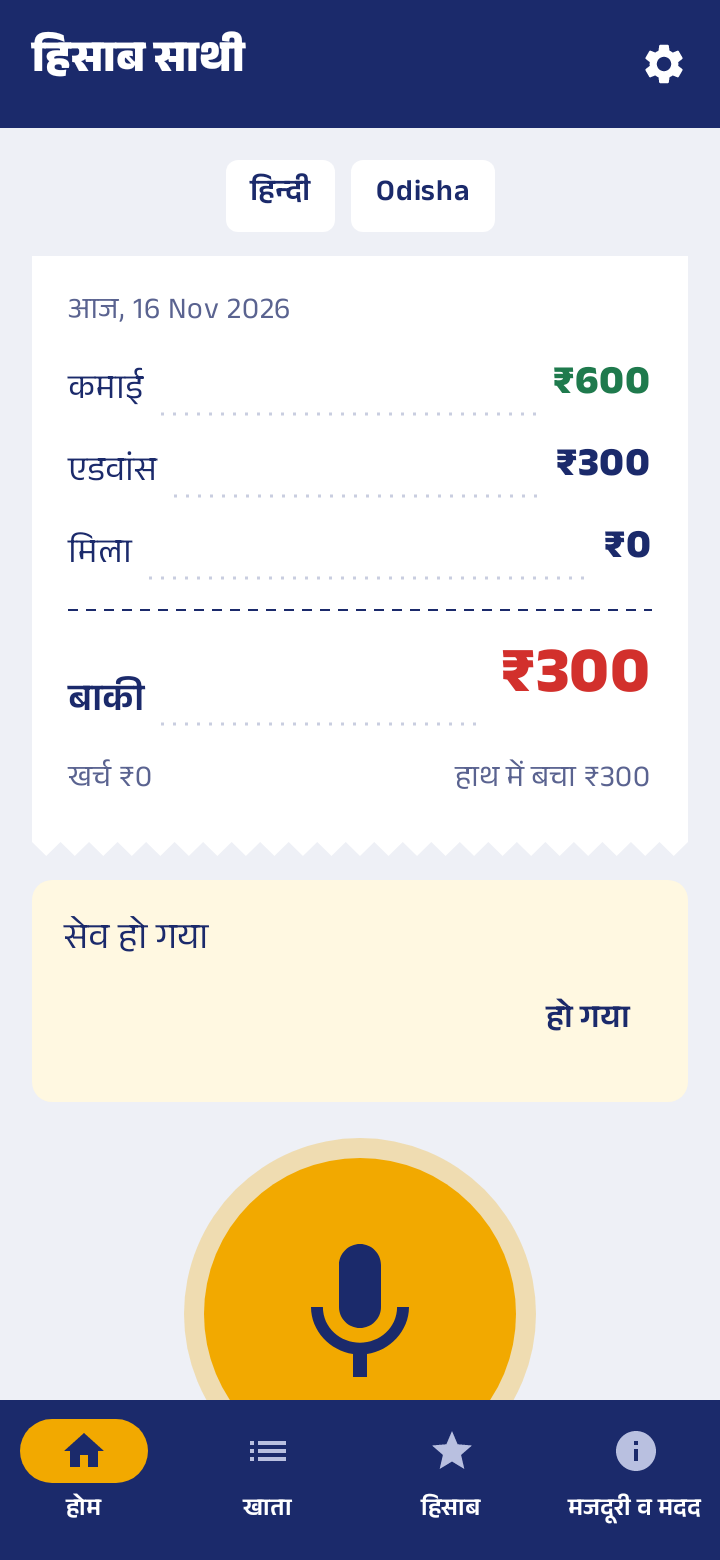 हिसाब साथी
हिन्दी Odisha
आज, 16 Nov 2026
कमाई ₹600
एडवांस ₹300
मिला ₹0
बाकी ₹300
खर्च ₹0 हाथ में बचा ₹300
सेव हो गया
हो गया
होम खाता हिसाब मजदूरी व मदद